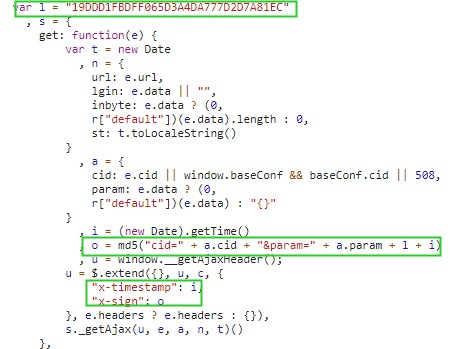 var l = "19DDD1FBDFF065D3A4DA777D2D7A81EC"
, s = {
get: function(e) {
var t = new Date
, n = {
url: e.url,
lgin: e.data || "",
inbyte: e.data ? (0,
r["default"])(e.data).length : 0,
st: t.toLocaleString()
}
, a = {
cid: e.cid || window.baseConf && baseConf.cid || 508,
param: e.data ? (0,
r["default"])(e.data) : "{}"
}
, i = (new Date).getTime()
, o = md5("cid=" + a.cid + "&param=" + a.param + l + i)
, u = window.__getAjaxHeader();
u = $.extend({}, u, c, {
"x-timestamp": i,
"x-sign": o
}, e.headers ? e.headers : {}),
s._getAjax(u, e, a, n, t)()
},